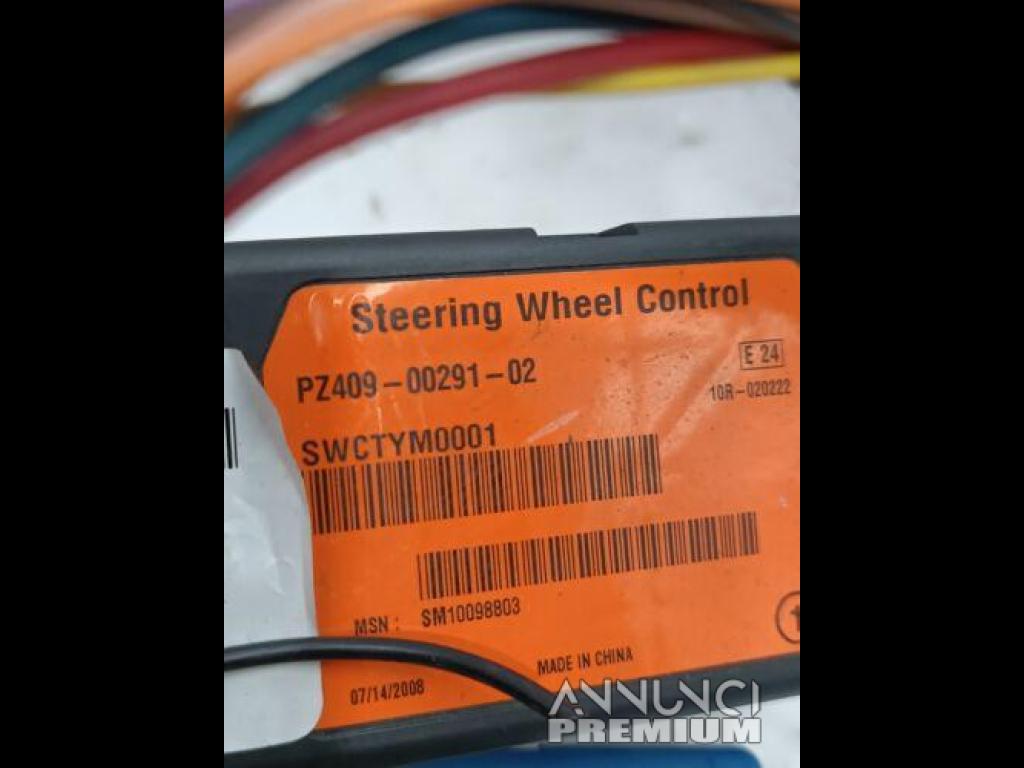 Steering Wheel Control
PZ409-00291-02
E 24
10R-020222
SWCTYM0001
MSN : SM10098803
MADE IN CHINA
07/14/2008
ANNUNCI
PREMIUM